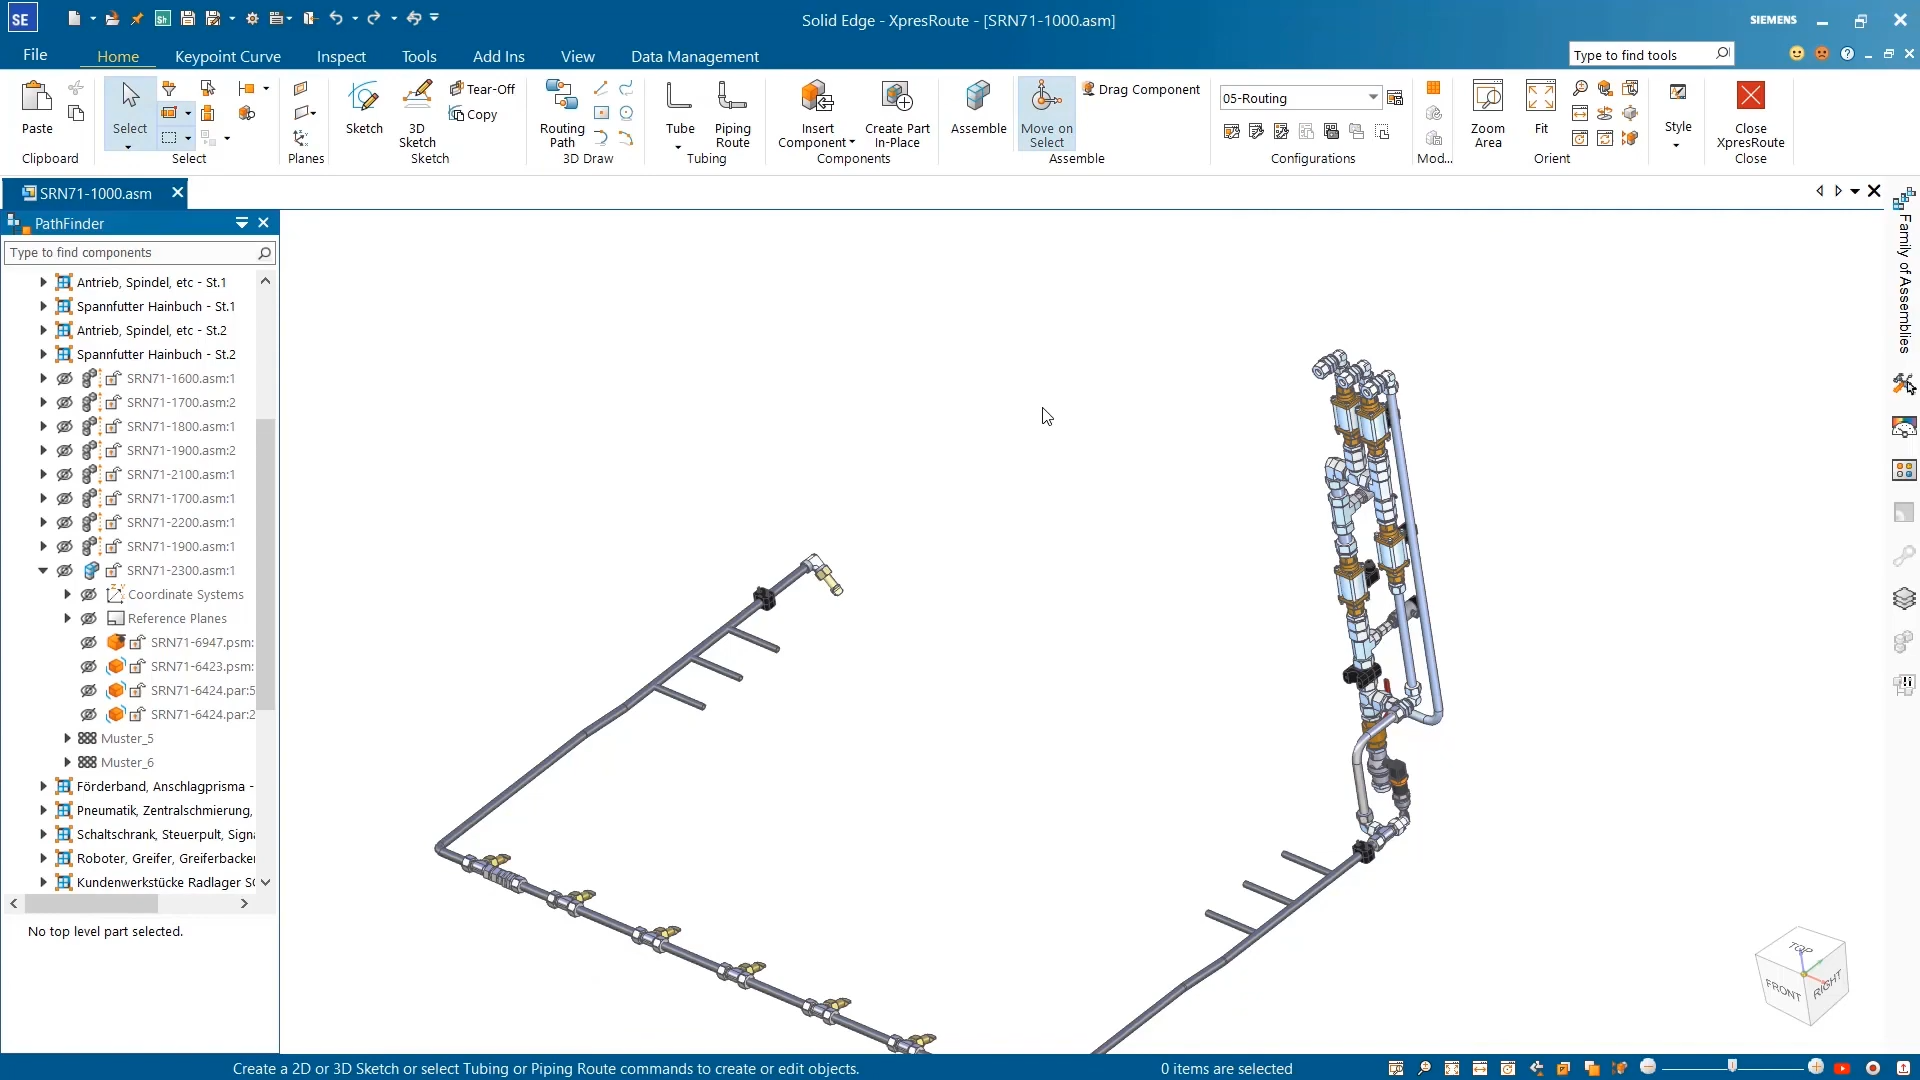 SE
Sh
Solid Edge - XpresRoute - [SRN71-1000.asm]
SIEMENS
File
Home
Keypoint Curve
Inspect
Tools
Add Ins
View
Data Management
Type to find tools
Paste
Clipboard
Select
Select
Planes
Sketch
3D Sketch
Tear-Off
Copy
Sketch
Routing Path
3D Draw
Tube
Piping Route
Tubing
Insert Component
Create Part In-Place
Components
Assemble
Move on Select
Drag Component
Assemble
05-Routing
Configurations
Mod...
Zoom Area
Fit
Orient
Style
Close XpresRoute
Close
SRN71-1000.asm
PathFinder
Type to find components
Antrieb, Spindel, etc - St.1
Spannfutter Hainbuch - St.1
Antrieb, Spindel, etc - St.2
Spannfutter Hainbuch - St.2
SRN71-1600.asm:1
SRN71-1700.asm:2
SRN71-1800.asm:1
SRN71-1900.asm:2
SRN71-2100.asm:1
SRN71-1700.asm:1
SRN71-2200.asm:1
SRN71-1900.asm:1
SRN71-2300.asm:1
Coordinate Systems
Reference Planes
SRN71-6947.psm:
SRN71-6423.psm:
SRN71-6424.par:5
SRN71-6424.par:2
Muster_5
Muster_6
Förderband, Anschlagprisma -
Pneumatik, Zentralschmierung,
Schaltschrank, Steuerpult, Signa
Roboter, Greifer, Greiferbacken
Kundenwerkstücke Radlager SC
No top level part selected.
Family of Assemblies
TOP
FRONT
RIGHT
Create a 2D or 3D Sketch or select Tubing or Piping Route commands to create or edit objects.
0 items are selected